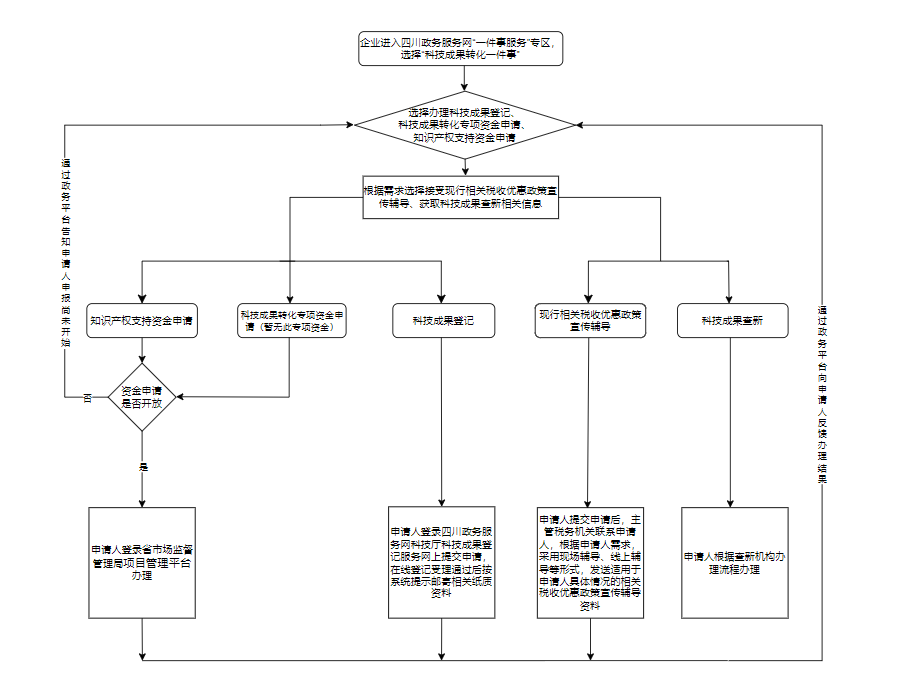 企业进入四川政务服务网“一件事服务”专区，
选择“科技成果转化一件事”
选择办理科技成果登记、
科技成果转化专项资金申请、
知识产权支持资金申请
根据需求选择接受现行相关税收优惠政策宣
传辅导、获取科技成果查新相关信息
通过政务平台告知申请人申报尚未开始
知识产权支持资金申请
科技成果转化专项资金申
请（暂无此专项资金）
科技成果登记
现行相关税收优惠政策
宣传辅导
科技成果查新
通过政务平台向申请人反馈办理结果
资金申请
是否开放
否
是
申请人登录省市场监督
管理局项目管理平台
办理
申请人登录四川政务服
务网科技厅科技成果登
记服务网上提交申请，
在线登记受理通过后按
系统提示邮寄相关纸质
资料
申请人提交申请后，主
管税务机关联系申请
人，根据申请人需求，
采用现场辅导、线上辅
导等形式，发送适用于
申请人具体情况的相关
税收优惠政策宣传辅导
资料
申请人根据查新机构办
理流程办理